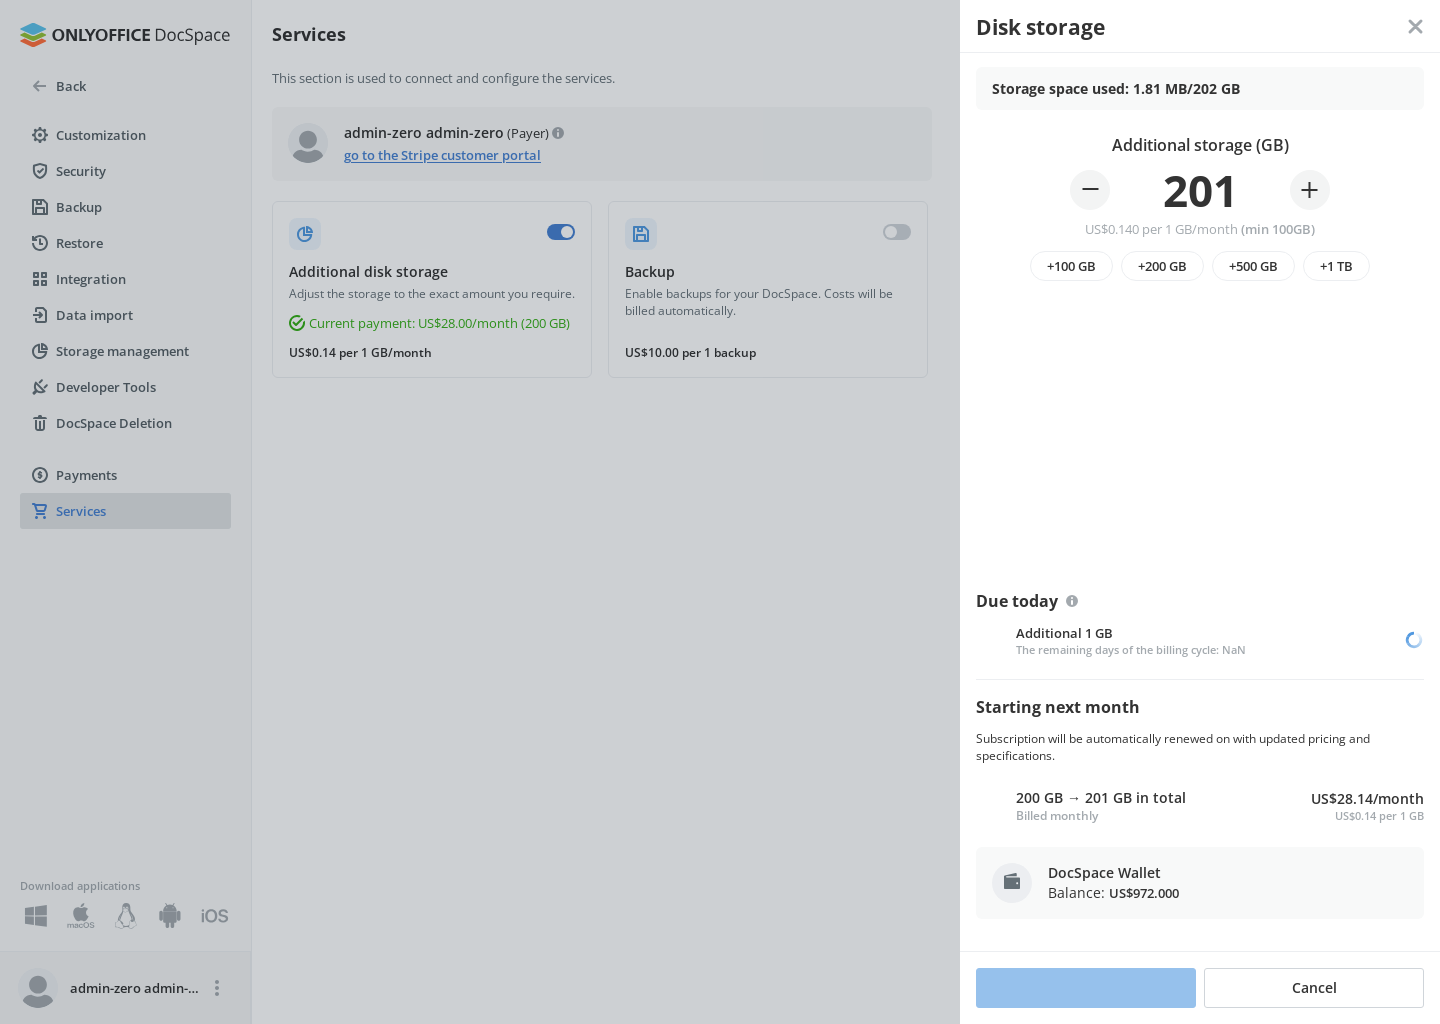 ONLYOFFICE DocSpace
Back
Customization
Security
Backup
Restore
Integration
Data import
Storage management
Developer Tools
DocSpace Deletion
Payments
Services
Download applications
macOS
iOS
admin-zero admin-...
Services
This section is used to connect and configure the services.
admin-zero admin-zero (Payer)
go to the Stripe customer portal
Additional disk storage
Adjust the storage to the exact amount you require.
Current payment: US$28.00/month (200 GB)
US$0.14 per 1 GB/month
Backup
Enable backups for your DocSpace. Costs will be
billed automatically.
US$10.00 per 1 backup
Disk storage
Storage space used: 1.81 MB/202 GB
Additional storage (GB)
201
US$0.140 per 1 GB/month (min 100GB)
+100 GB
+200 GB
+500 GB
+1 TB
Due today
Additional 1 GB
The remaining days of the billing cycle: NaN
Starting next month
Subscription will be automatically renewed on with updated pricing and
specifications.
200 GB → 201 GB in total
US$28.14/month
Billed monthly
US$0.14 per 1 GB
DocSpace Wallet
Balance: US$972.000
Cancel